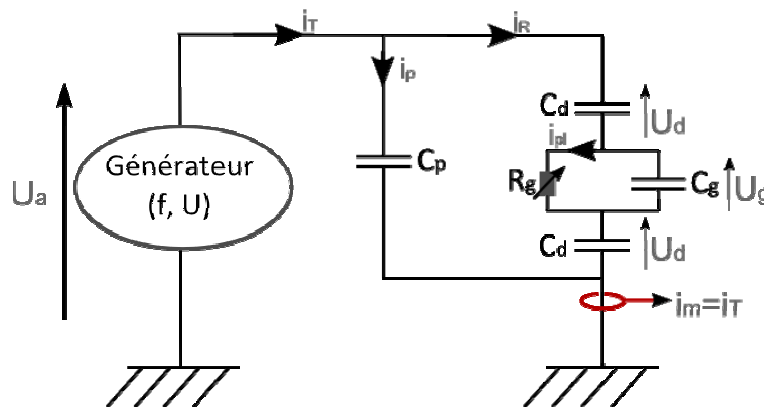 iT
iR
ip
Cd
Ud
ipl
Ua
Générateur
(f, U)
Cp
Rg
Cg
Ug
Cd
Ud
im=iT